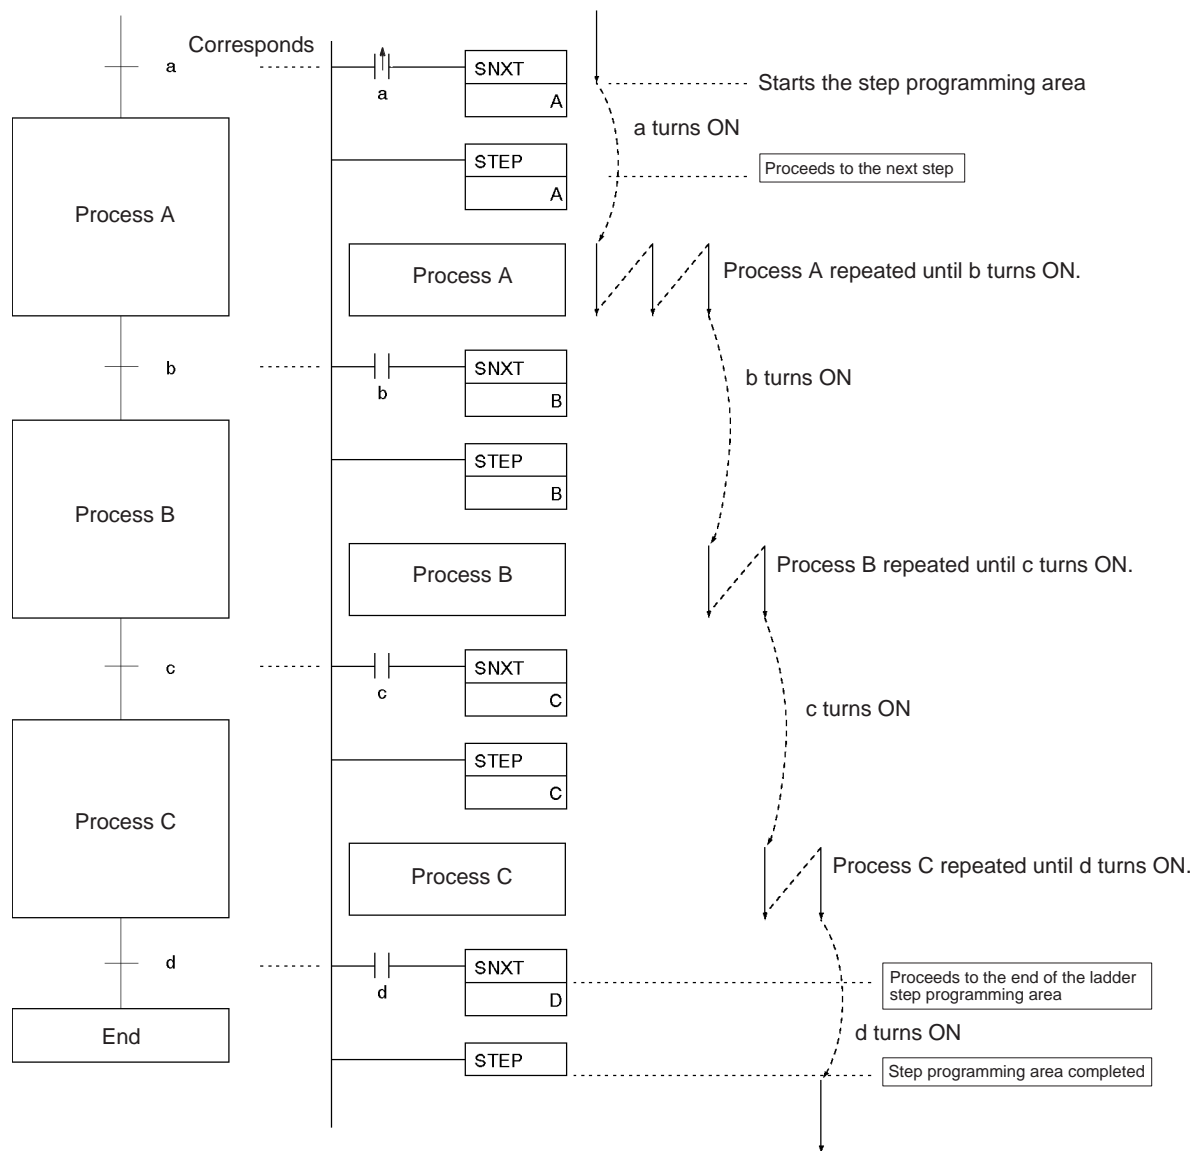 Corresponds
a
a
SNXT
A
Starts the step programming area
a turns ON
STEP
A
Proceeds to the next step
Process A
Process A
Process A repeated until b turns ON.
b
b
SNXT
B
b turns ON
STEP
B
Process B
Process B
Process B repeated until c turns ON.
c
c
SNXT
C
c turns ON
STEP
C
Process C
Process C
Process C repeated until d turns ON.
d
d
SNXT
D
Proceeds to the end of the ladder
step programming area
End
d turns ON
STEP
Step programming area completed